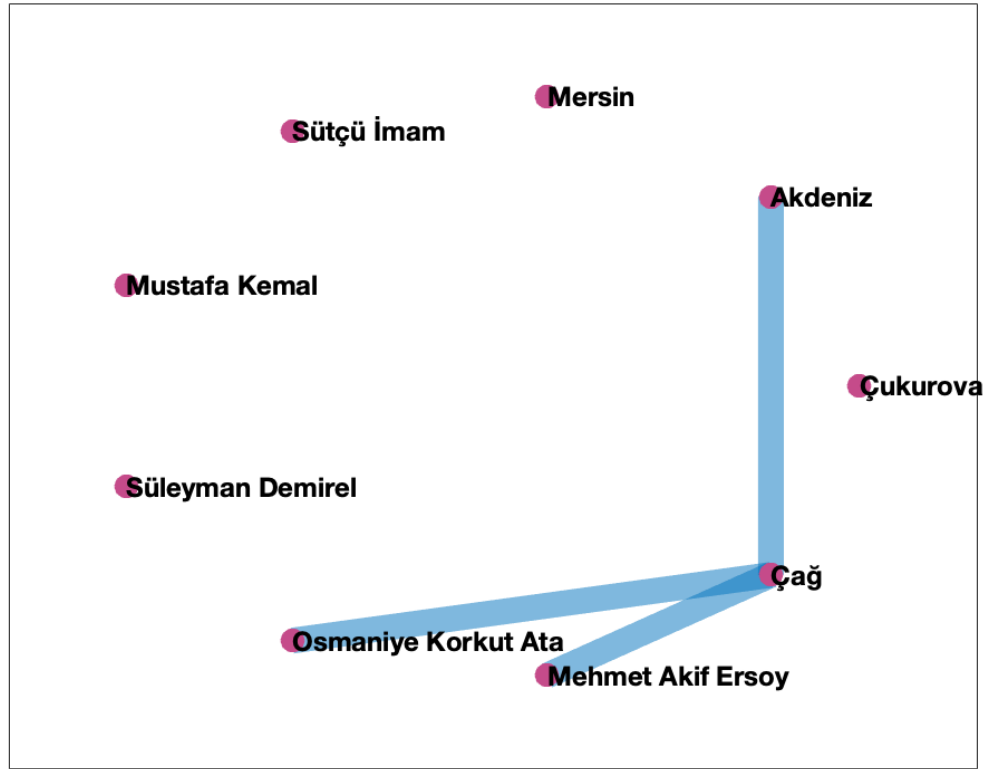 Mersin
Sütçü İmam
Akdeniz
Mustafa Kemal
Çukurova
Süleyman Demirel
Çağ
Osmaniye Korkut Ata
Mehmet Akif Ersoy